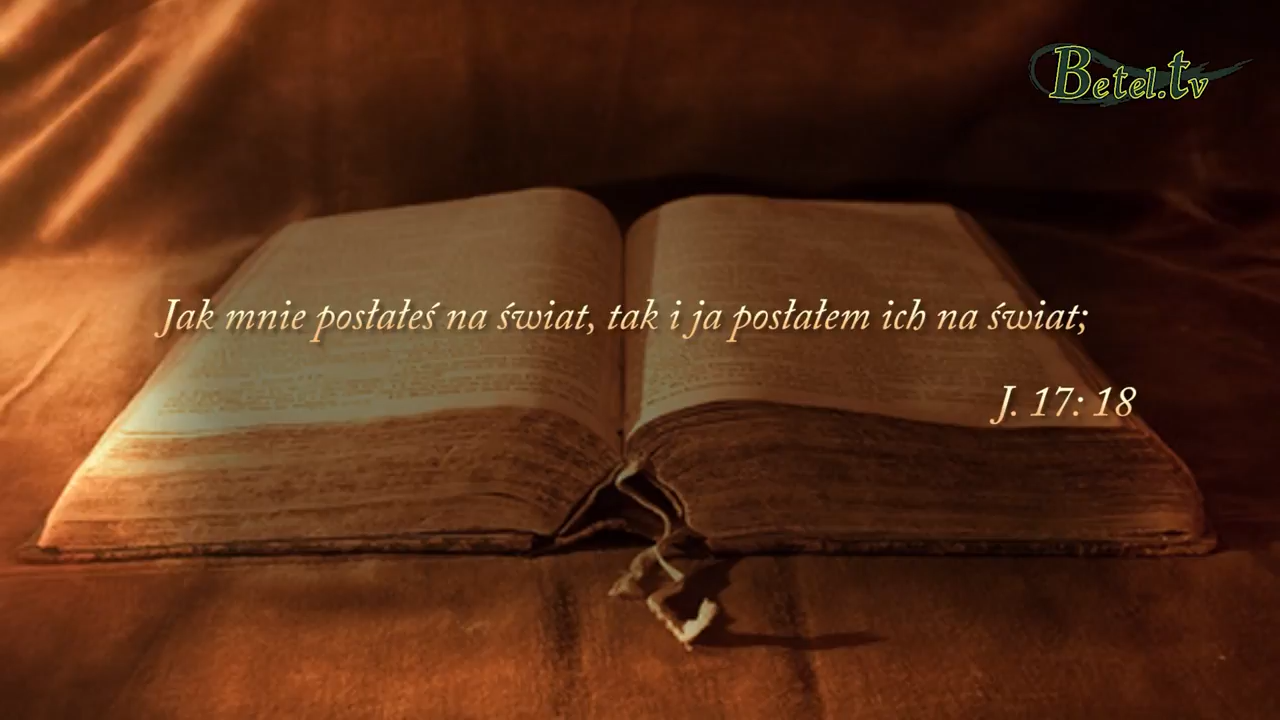 Betel.tv
Jak mnie posłałeś na świat, tak i ja posłałem ich na świat;
J. 17: 18